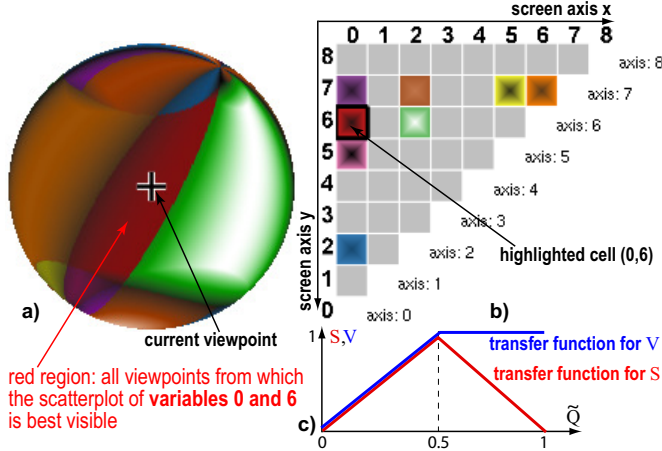 a)
current viewpoint
red region: all viewpoints from which
the scatterplot of variables 0 and 6
is best visible
screen axis x
0 1 2 3 4 5 6 7 8
screen axis y
8 axis: 8
7 axis: 7
6 axis: 6
5 axis: 5
4 axis: 4
3 axis: 3
2 axis: 2
1 axis: 1
0 axis: 0
highlighted cell (0,6)
b)
1 S,V
transfer function for V
transfer function for S
c)
Q̃
0 0.5 1